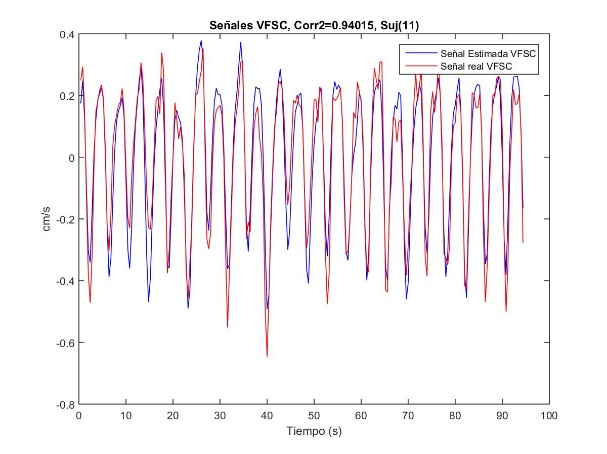 Señales VFSC, Corr2=0.94015, Suj(11)
Señal Estimada VFSC
Señal real VFSC
0.4
0.2
0
-0.2
-0.4
-0.6
-0.8
cm/s
0 10 20 30 40 50 60 70 80 90 100
Tiempo (s)